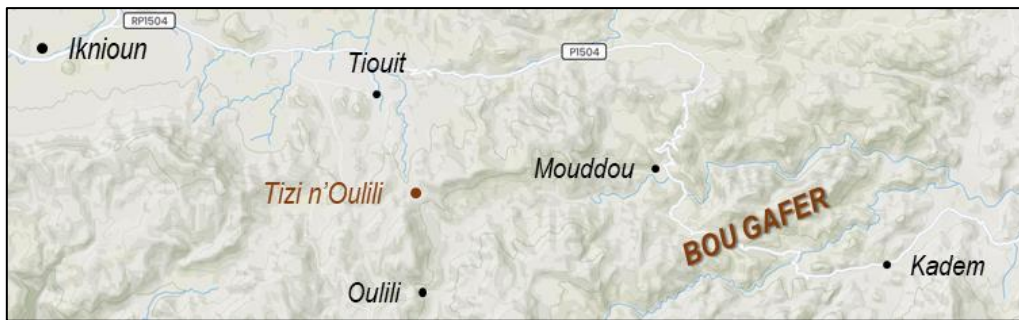 RP1504
Iknioun
P1504
Tiouit
Mouddou
Tizi n'Oulili
BOU GAFER
Kadem
Oulili